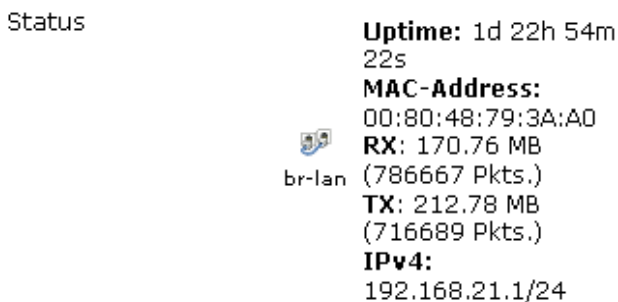 Status
Uptime: 1d 22h 54m
22s
MAC-Address:
00:80:48:79:3A:A0
RX: 170.76 MB
(786667 Pkts.)
TX: 212.78 MB
(716689 Pkts.)
IPv4:
192.168.21.1/24
br-lan